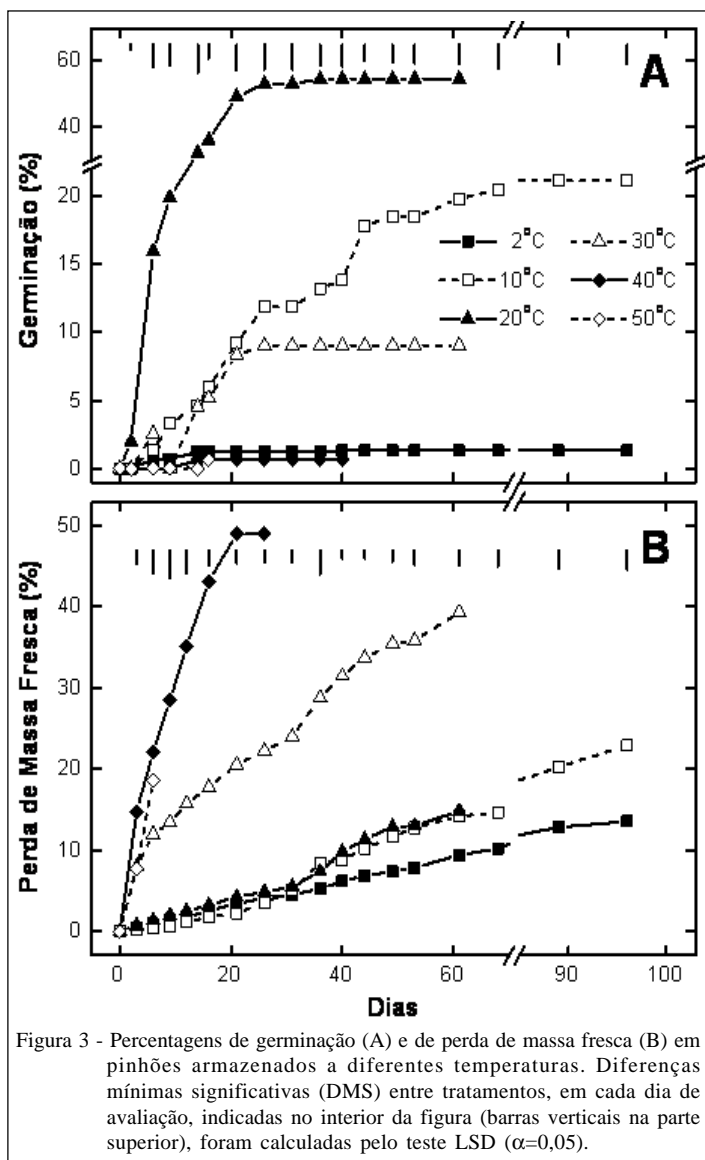 A
60
40
20
15
10
5
0
Germinação (%)
2°C
30°C
10°C
40°C
20°C
50°C
B
50
40
30
20
10
0
Perda de Massa Fresca (%)
0
20
40
60
90
100
Dias
Figura 3 - Percentagens de germinação (A) e de perda de massa fresca (B) em
pinhões armazenados a diferentes temperaturas. Diferenças
mínimas significativas (DMS) entre tratamentos, em cada dia de
avaliação, indicadas no interior da figura (barras verticais na parte
superior), foram calculadas pelo teste LSD (α=0,05).